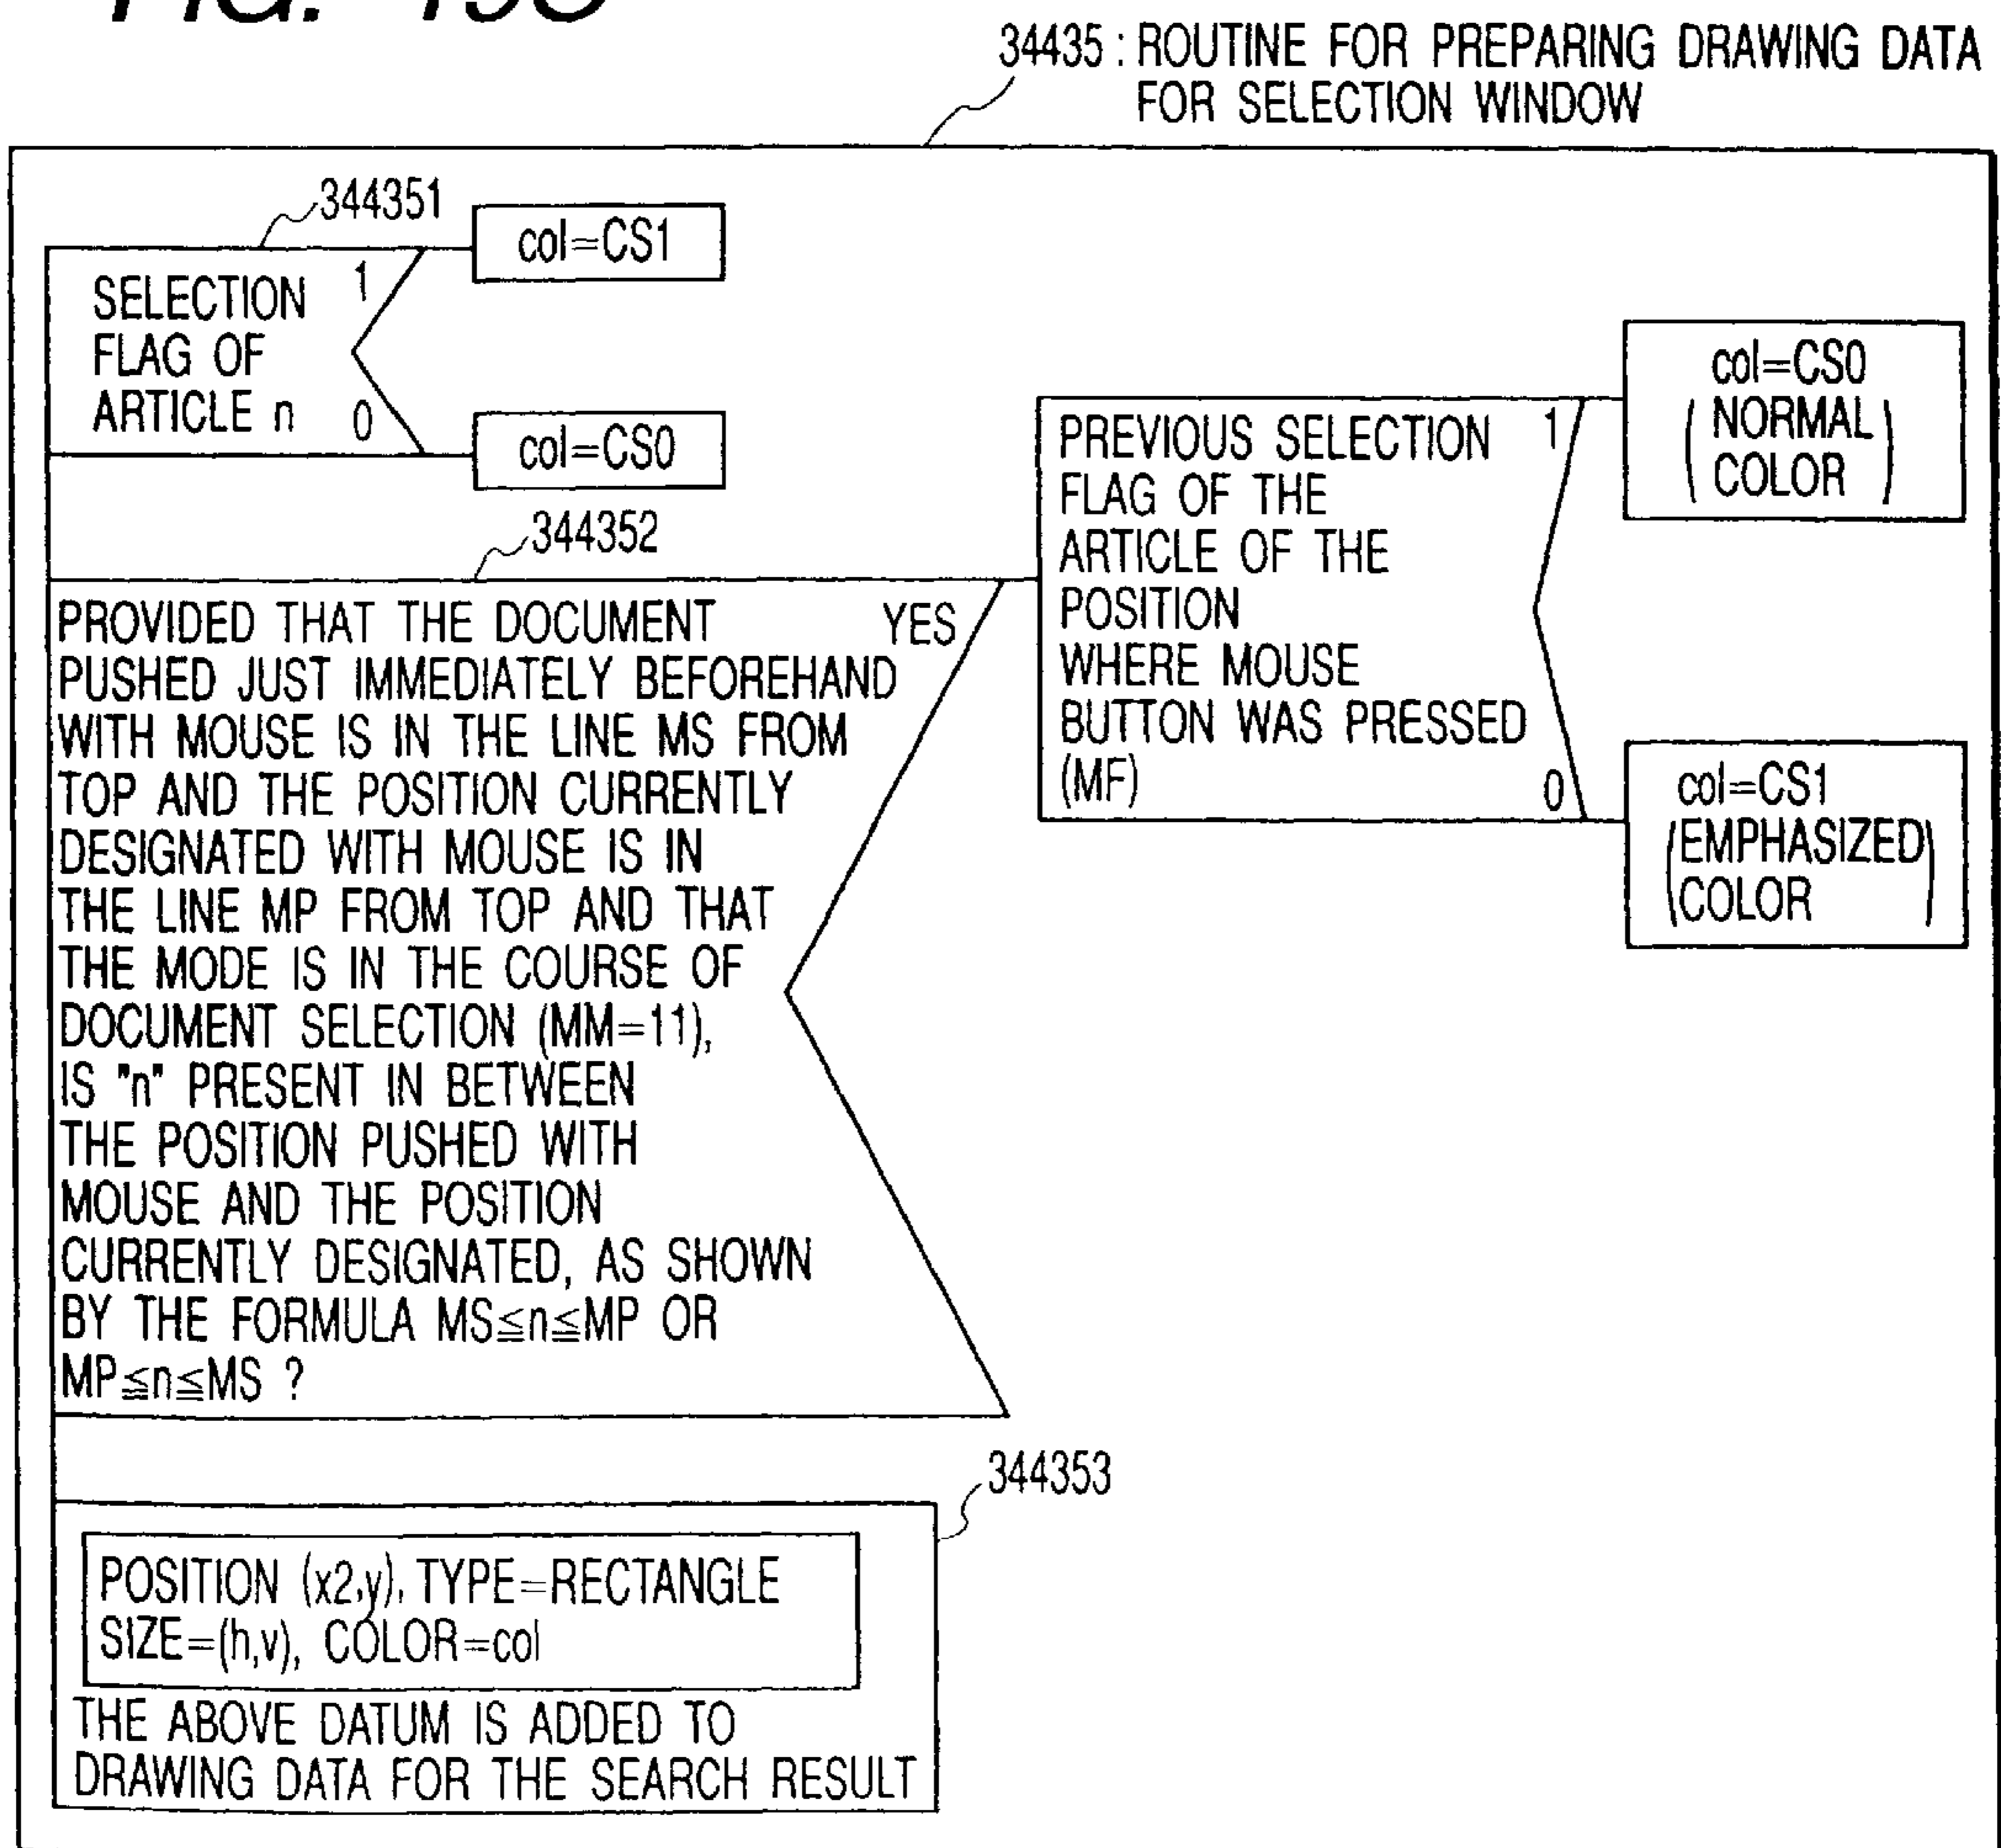 34435 : ROUTINE FOR PREPARING DRAWING DATA
FOR SELECTION WINDOW
344351
col=CS1
SELECTION 1
FLAG OF
ARTICLE n 0
col=CS0
344352
PROVIDED THAT THE DOCUMENT YES
PUSHED JUST IMMEDIATELY BEFOREHAND
WITH MOUSE IS IN THE LINE MS FROM
TOP AND THE POSITION CURRENTLY
DESIGNATED WITH MOUSE IS IN
THE LINE MP FROM TOP AND THAT
THE MODE IS IN THE COURSE OF
DOCUMENT SELECTION (MM=11),
IS "n" PRESENT IN BETWEEN
THE POSITION PUSHED WITH
MOUSE AND THE POSITION
CURRENTLY DESIGNATED, AS SHOWN
BY THE FORMULA MS≦n≦MP OR
MP≦n≦MS ?
PREVIOUS SELECTION 1
FLAG OF THE
ARTICLE OF THE
POSITION
WHERE MOUSE
BUTTON WAS PRESSED
(MF) 0
col=CS0
(NORMAL
COLOR)
col=CS1
(EMPHASIZED
COLOR)
344353
POSITION (x2,y), TYPE=RECTANGLE
SIZE=(h,v), COLOR=col
THE ABOVE DATUM IS ADDED TO
DRAWING DATA FOR THE SEARCH RESULT